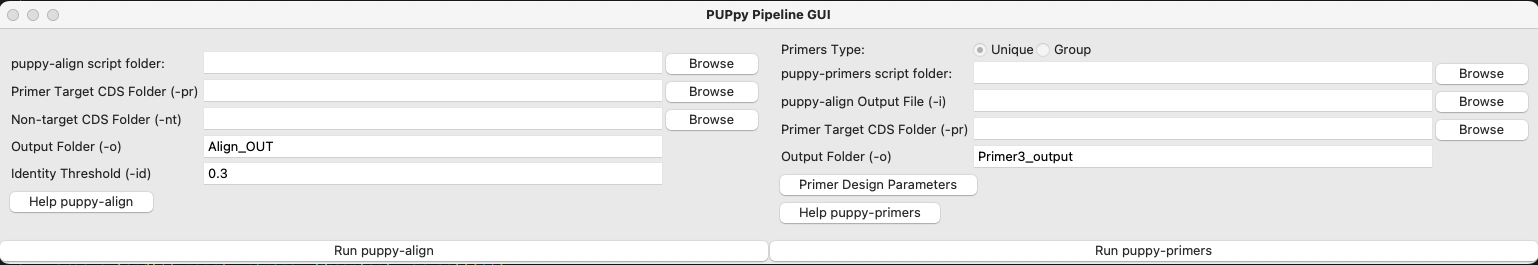 PUPpy Pipeline GUI
puppy-align script folder: Browse
Primer Target CDS Folder (-pr) Browse
Non-target CDS Folder (-nt) Browse
Output Folder (-o) Align_OUT
Identity Threshold (-id) 0.3
Help puppy-align
Run puppy-align
Primers Type: Unique Group
puppy-primers script folder: Browse
puppy-align Output File (-i) Browse
Primer Target CDS Folder (-pr) Browse
Output Folder (-o) Primer3_output
Primer Design Parameters
Help puppy-primers
Run puppy-primers